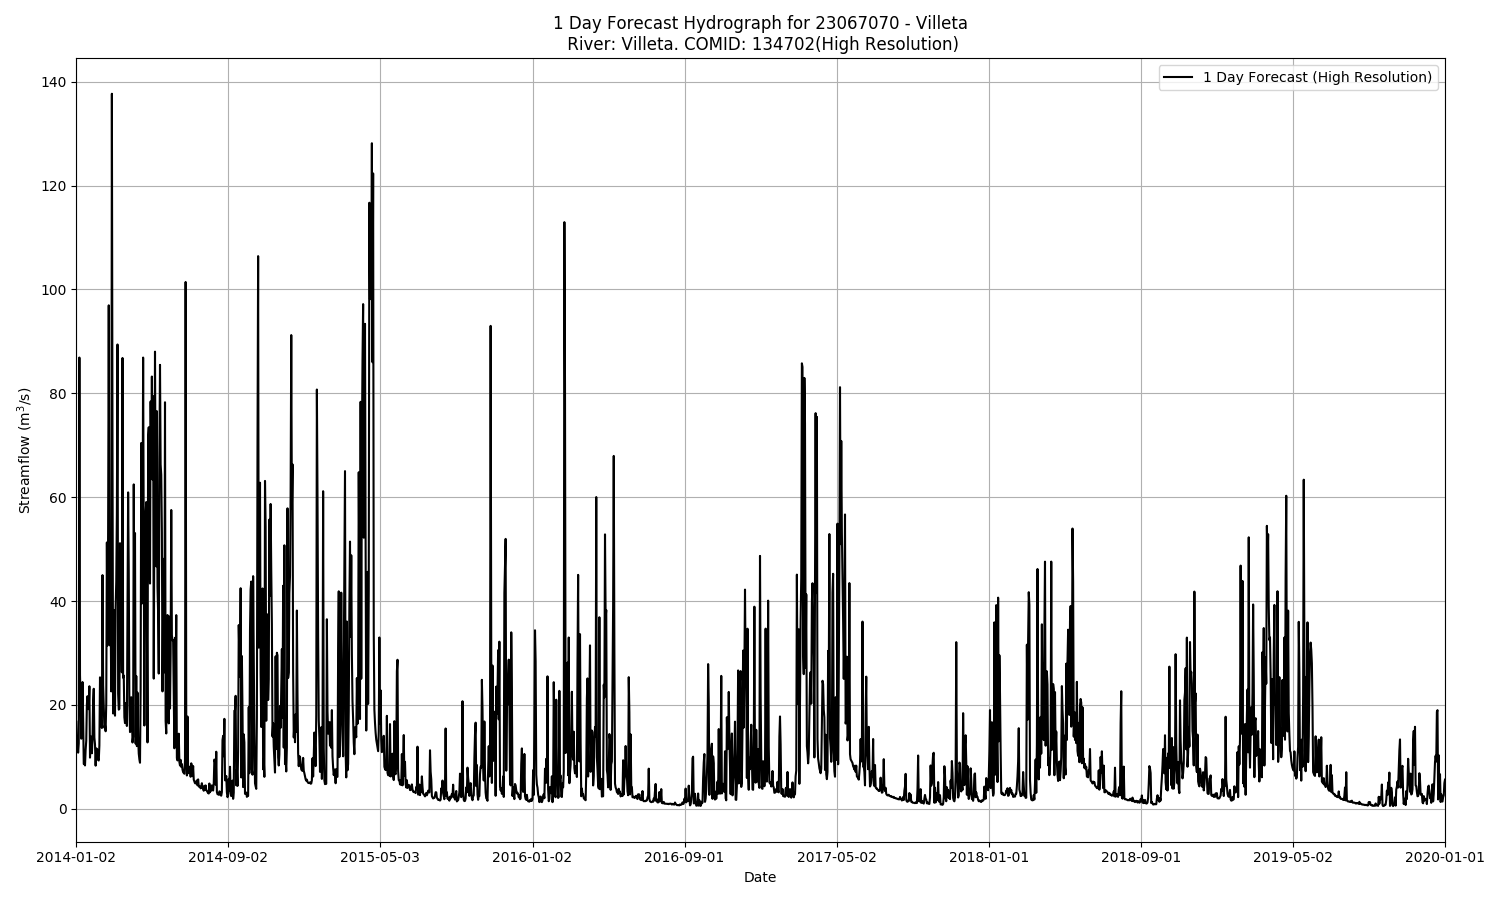 1 Day Forecast Hydrograph for 23067070 - Villeta
River: Villeta. COMID: 134702(High Resolution)
1 Day Forecast (High Resolution)
Streamflow (m³/s)
140
120
100
80
60
40
20
0
2014-01-02 2014-09-02 2015-05-03 2016-01-02 2016-09-01 2017-05-02 2018-01-01 2018-09-01 2019-05-02 2020-01-01
Date